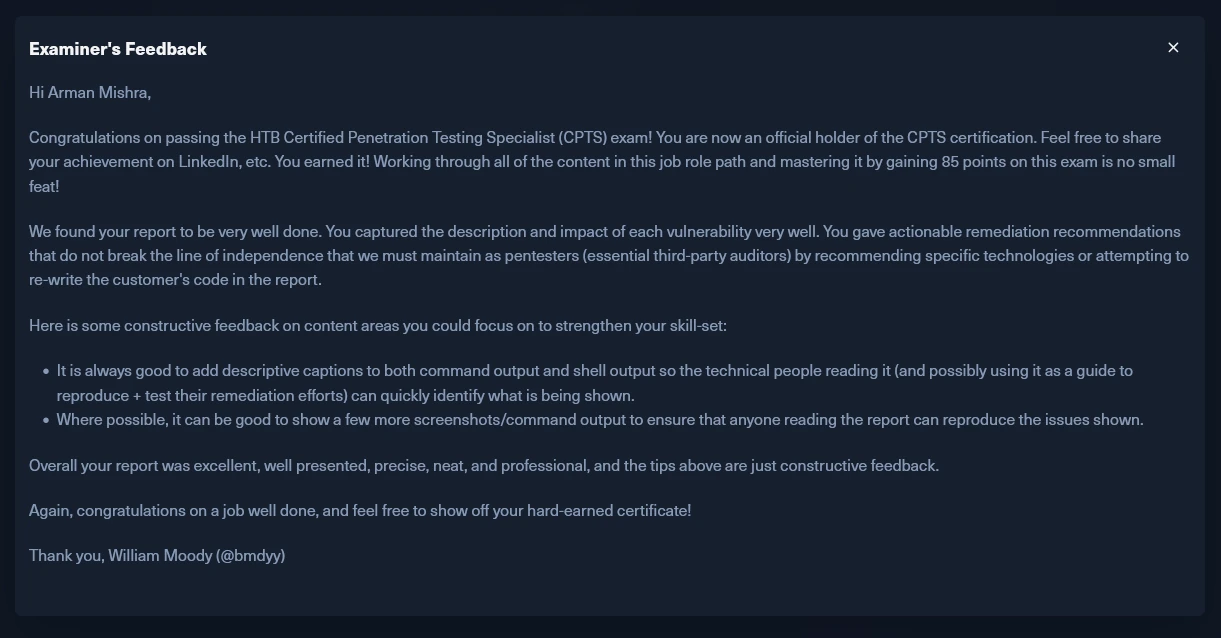 Examiner's Feedback
Hi Arman Mishra,
Congratulations on passing the HTB Certified Penetration Testing Specialist (CPTS) exam! You are now an official holder of the CPTS certification. Feel free to share
your achievement on LinkedIn, etc. You earned it! Working through all of the content in this job role path and mastering it by gaining 85 points on this exam is no small
feat!
We found your report to be very well done. You captured the description and impact of each vulnerability very well. You gave actionable remediation recommendations
that do not break the line of independence that we must maintain as pentesters (essential third-party auditors) by recommending specific technologies or attempting to
re-write the customer's code in the report.
Here is some constructive feedback on content areas you could focus on to strengthen your skill-set:
• It is always good to add descriptive captions to both command output and shell output so the technical people reading it (and possibly using it as a guide to
reproduce + test their remediation efforts) can quickly identify what is being shown.
• Where possible, it can be good to show a few more screenshots/command output to ensure that anyone reading the report can reproduce the issues shown.
Overall your report was excellent, well presented, precise, neat, and professional, and the tips above are just constructive feedback.
Again, congratulations on a job well done, and feel free to show off your hard-earned certificate!
Thank you, William Moody (@bmdyy)